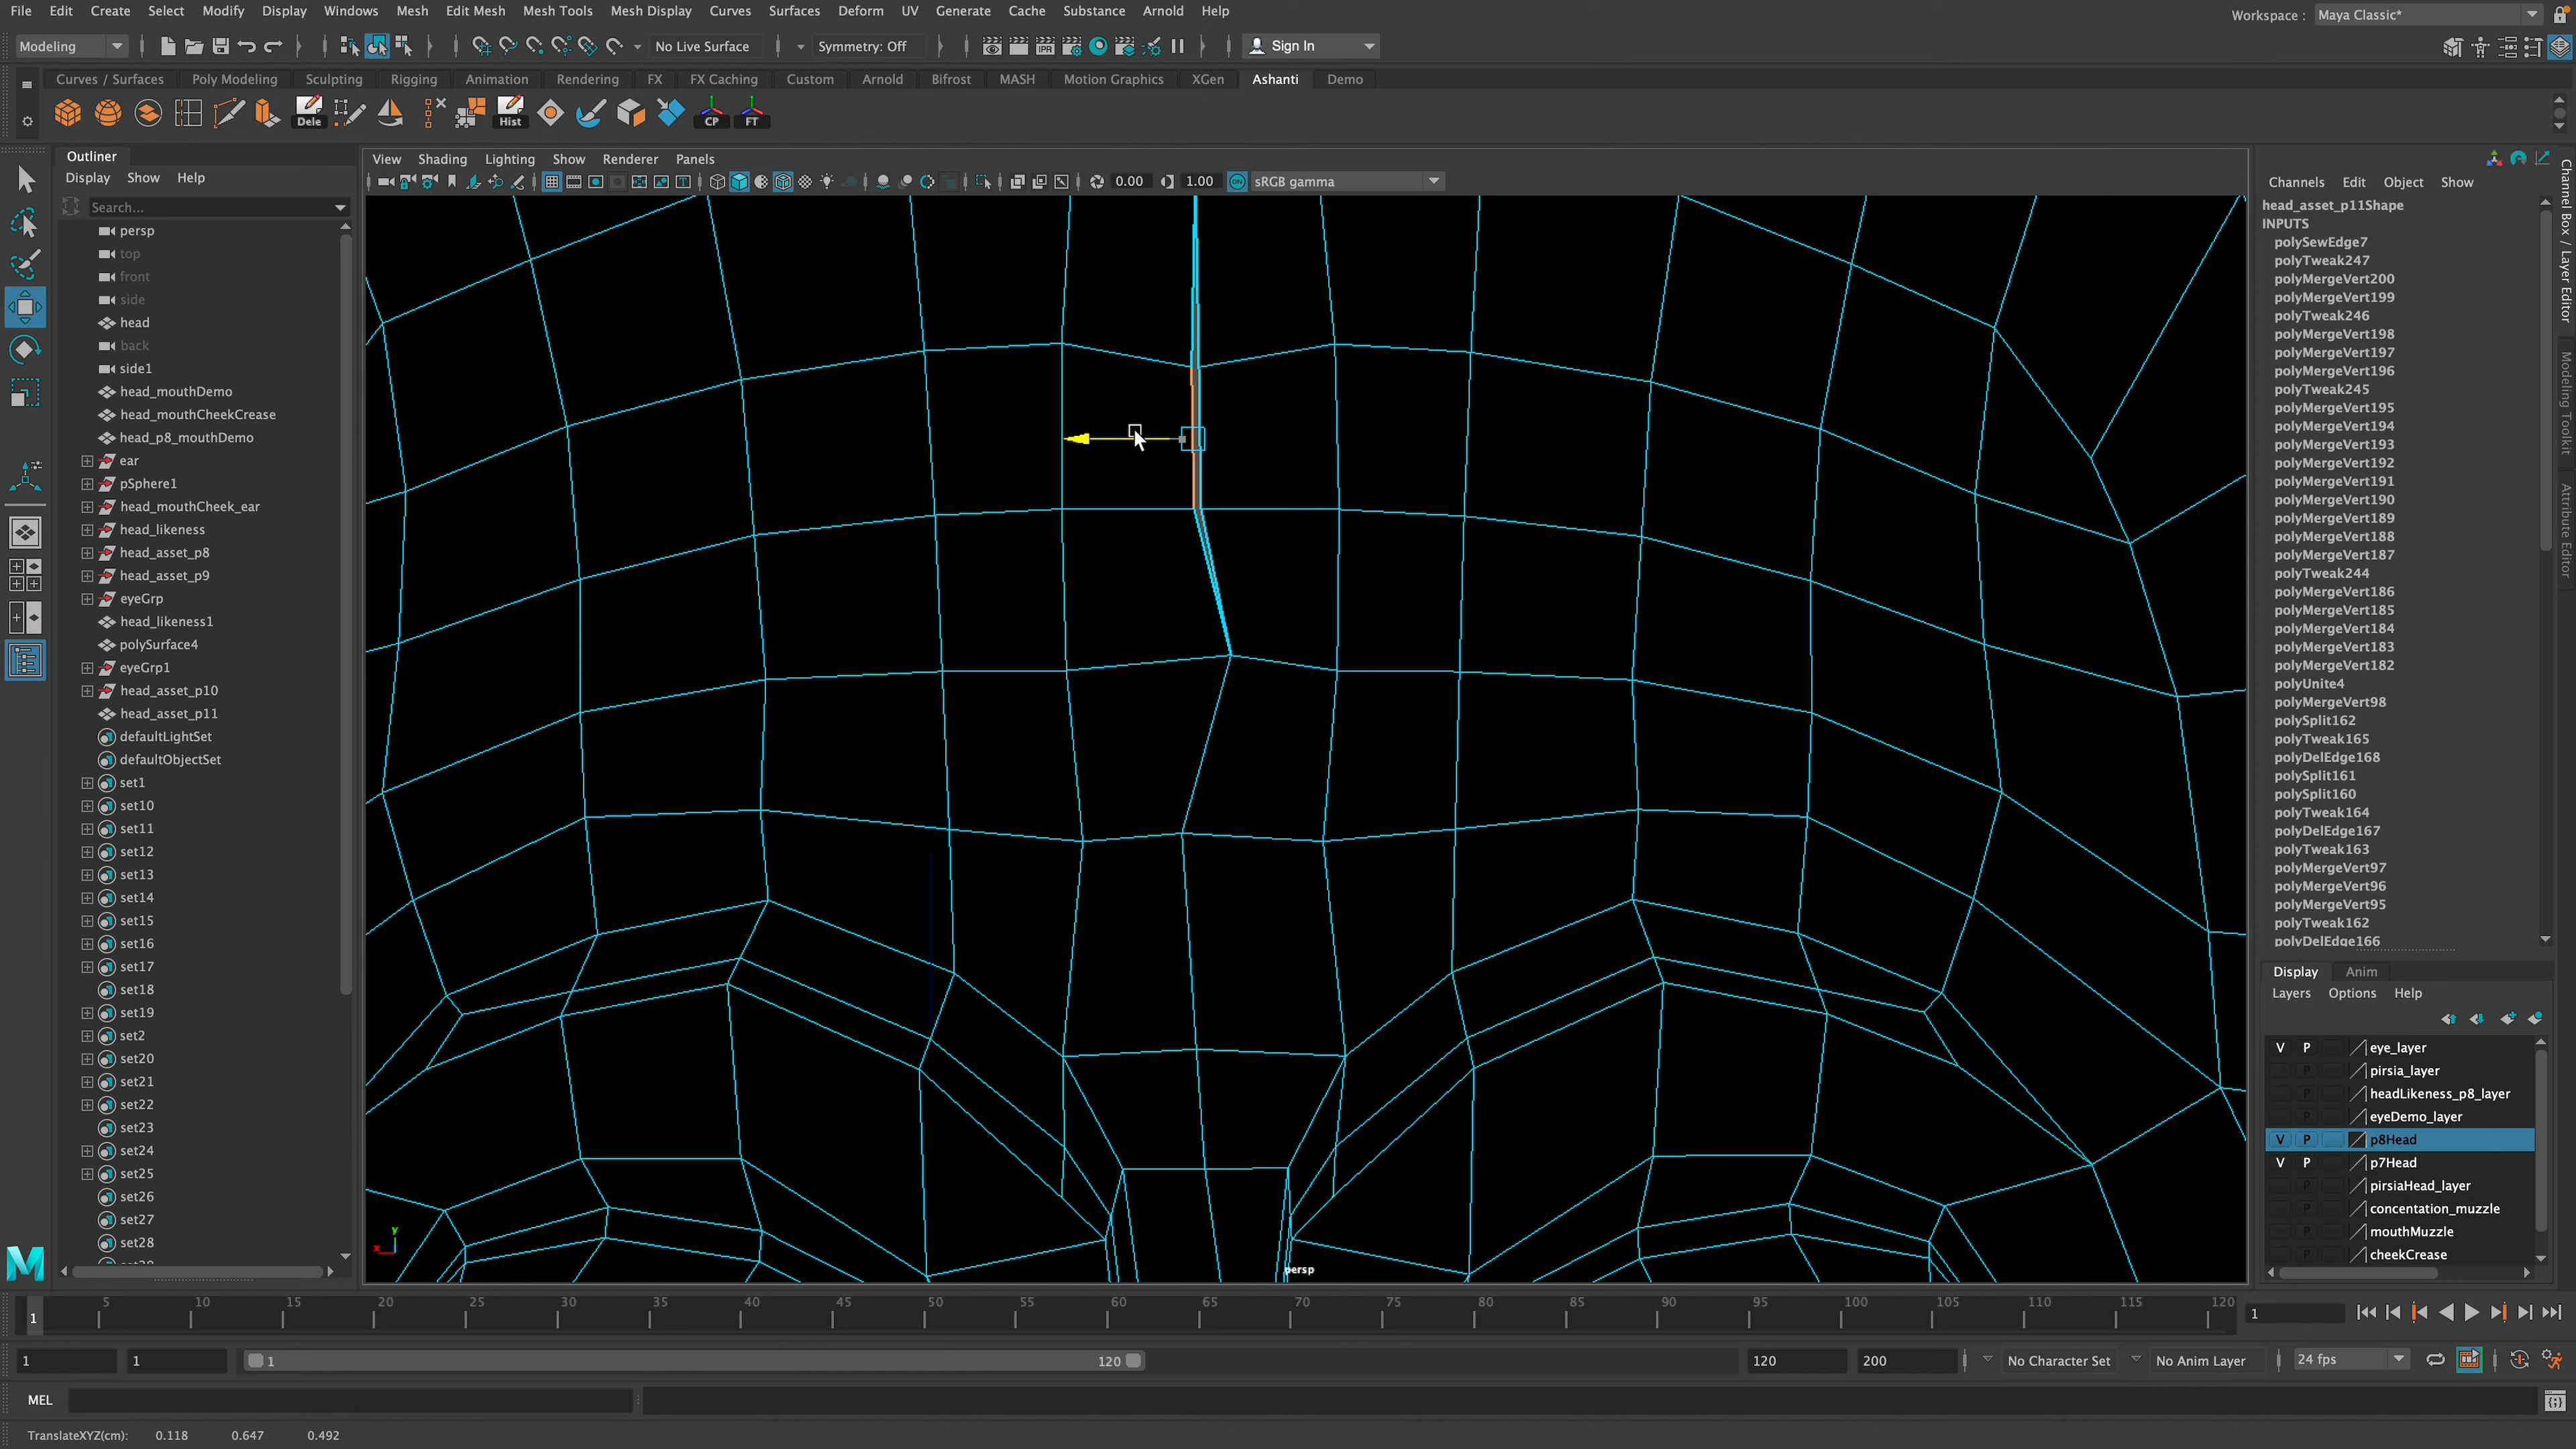 File Edit Create Select Modify Display Windows Mesh Edit Mesh Mesh Tools Mesh Display Curves Surfaces Deform UV Generate Cache Substance Arnold Help
Workspace : Maya Classic*
Modeling No Live Surface Symmetry: Off IPR Sign In
Curves / Surfaces Poly Modeling Sculpting Rigging Animation Rendering FX FX Caching Custom Arnold Bifrost MASH Motion Graphics XGen Ashanti Demo
Dele Hist CP FT
Outliner
Display Show Help
Search...
persp
top
front
side
head
back
side1
head_mouthDemo
head_mouthCheekCrease
head_p8_mouthDemo
ear
pSphere1
head_mouthCheek_ear
head_likeness
head_asset_p8
head_asset_p9
eyeGrp
head_likeness1
polySurface4
eyeGrp1
head_asset_p10
head_asset_p11
defaultLightSet
defaultObjectSet
set1
set10
set11
set12
set13
set14
set15
set16
set17
set18
set19
set2
set20
set21
set22
set23
set24
set25
set26
set27
set28
View Shading Lighting Show Renderer Panels
0.00 1.00 ON sRGB gamma
y
x
persp
Channels Edit Object Show
head_asset_p11Shape
INPUTS
polySewEdge7
polyTweak247
polyMergeVert200
polyMergeVert199
polyTweak246
polyMergeVert198
polyMergeVert197
polyMergeVert196
polyTweak245
polyMergeVert195
polyMergeVert194
polyMergeVert193
polyMergeVert192
polyMergeVert191
polyMergeVert190
polyMergeVert189
polyMergeVert188
polyMergeVert187
polyTweak244
polyMergeVert186
polyMergeVert185
polyMergeVert184
polyMergeVert183
polyMergeVert182
polyUnite4
polyMergeVert98
polySplit162
polyTweak165
polyDelEdge168
polySplit161
polySplit160
polyTweak164
polyDelEdge167
polyTweak163
polyMergeVert97
polyMergeVert96
polyMergeVert95
polyTweak162
polyDelEdge166
Channel Box / Layer Editor
Modeling Toolkit
Attribute Editor
Display Anim
Layers Options Help
V P eye_layer
P pirsia_layer
P headLikeness_p8_layer
P eyeDemo_layer
V P p8Head
V P p7Head
P pirsiaHead_layer
P concentation_muzzle
P mouthMuzzle
P cheekCrease
1 5 10 15 20 25 30 35 40 45 50 55 60 65 70 75 80 85 90 95 100 105 110 115 120 1
1 1 1 120 120 200 No Character Set No Anim Layer 24 fps
MEL
TranslateXYZ(cm): 0.118 0.647 0.492